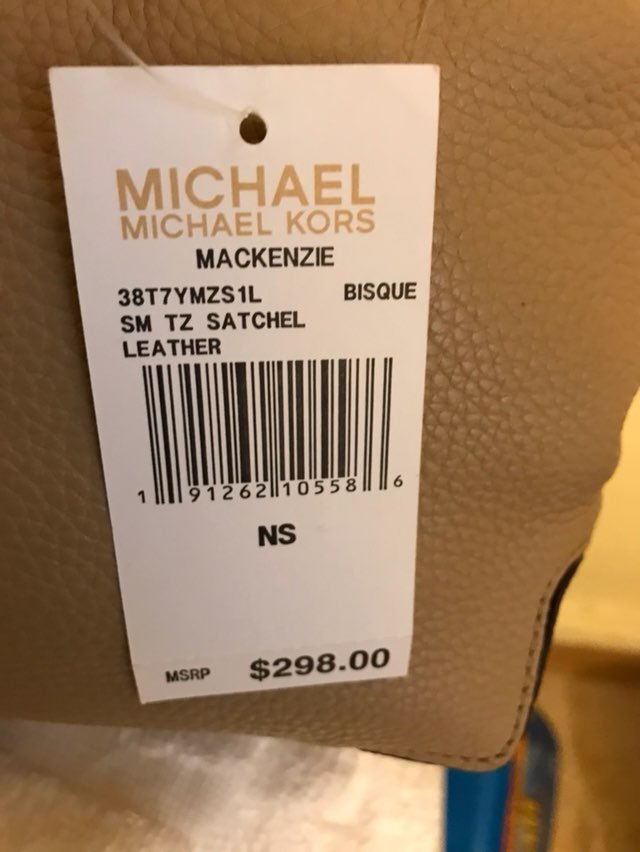 MICHAEL
MICHAEL KORS
MACKENZIE
38T7YMZS1L BISQUE
SM TZ SATCHEL
LEATHER
1 91262 10558 6
NS
MSRP $298.00